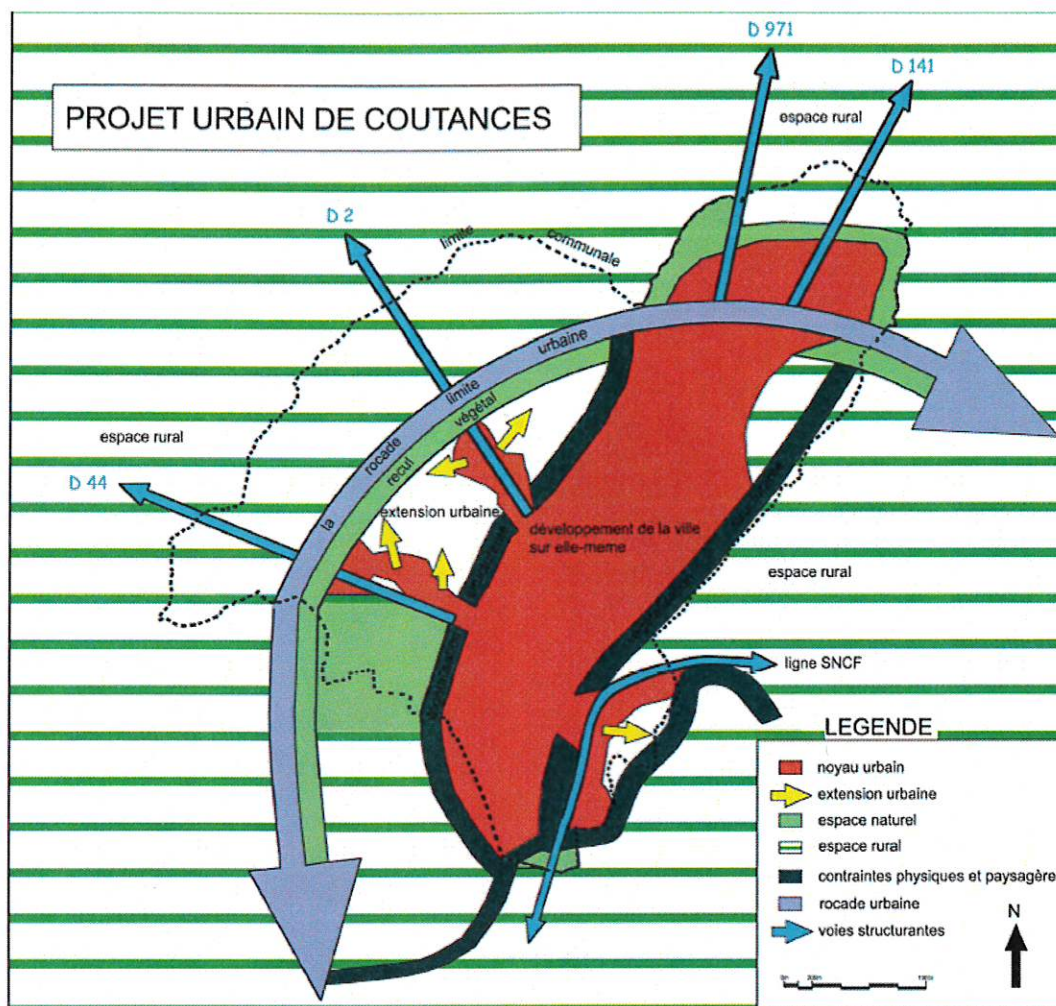 D 971
D 141
PROJET URBAIN DE COUTANCES
espace rural
D 2
limite
communale
la rocade limite urbaine
recul végétal
espace rural
D 44
extension urbaine
développement de la ville
sur elle-meme
espace rural
ligne SNCF
LEGENDE
noyau urbain
extension urbaine
espace naturel
espace rural
contraintes physiques et paysagère
rocade urbaine
voies structurantes
N